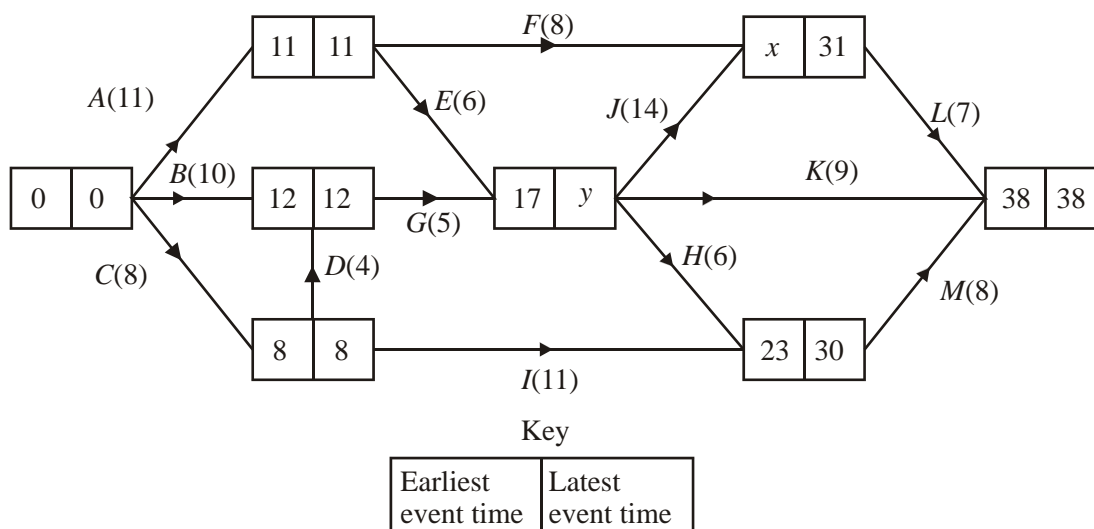 F(8)
11 11
x 31
A(11)
E(6)
J(14)
L(7)
B(10)
K(9)
0 0
12 12
17 y
38 38
G(5)
C(8)
D(4)
H(6)
M(8)
8 8
23 30
I(11)
Key
Earliest event time
Latest event time